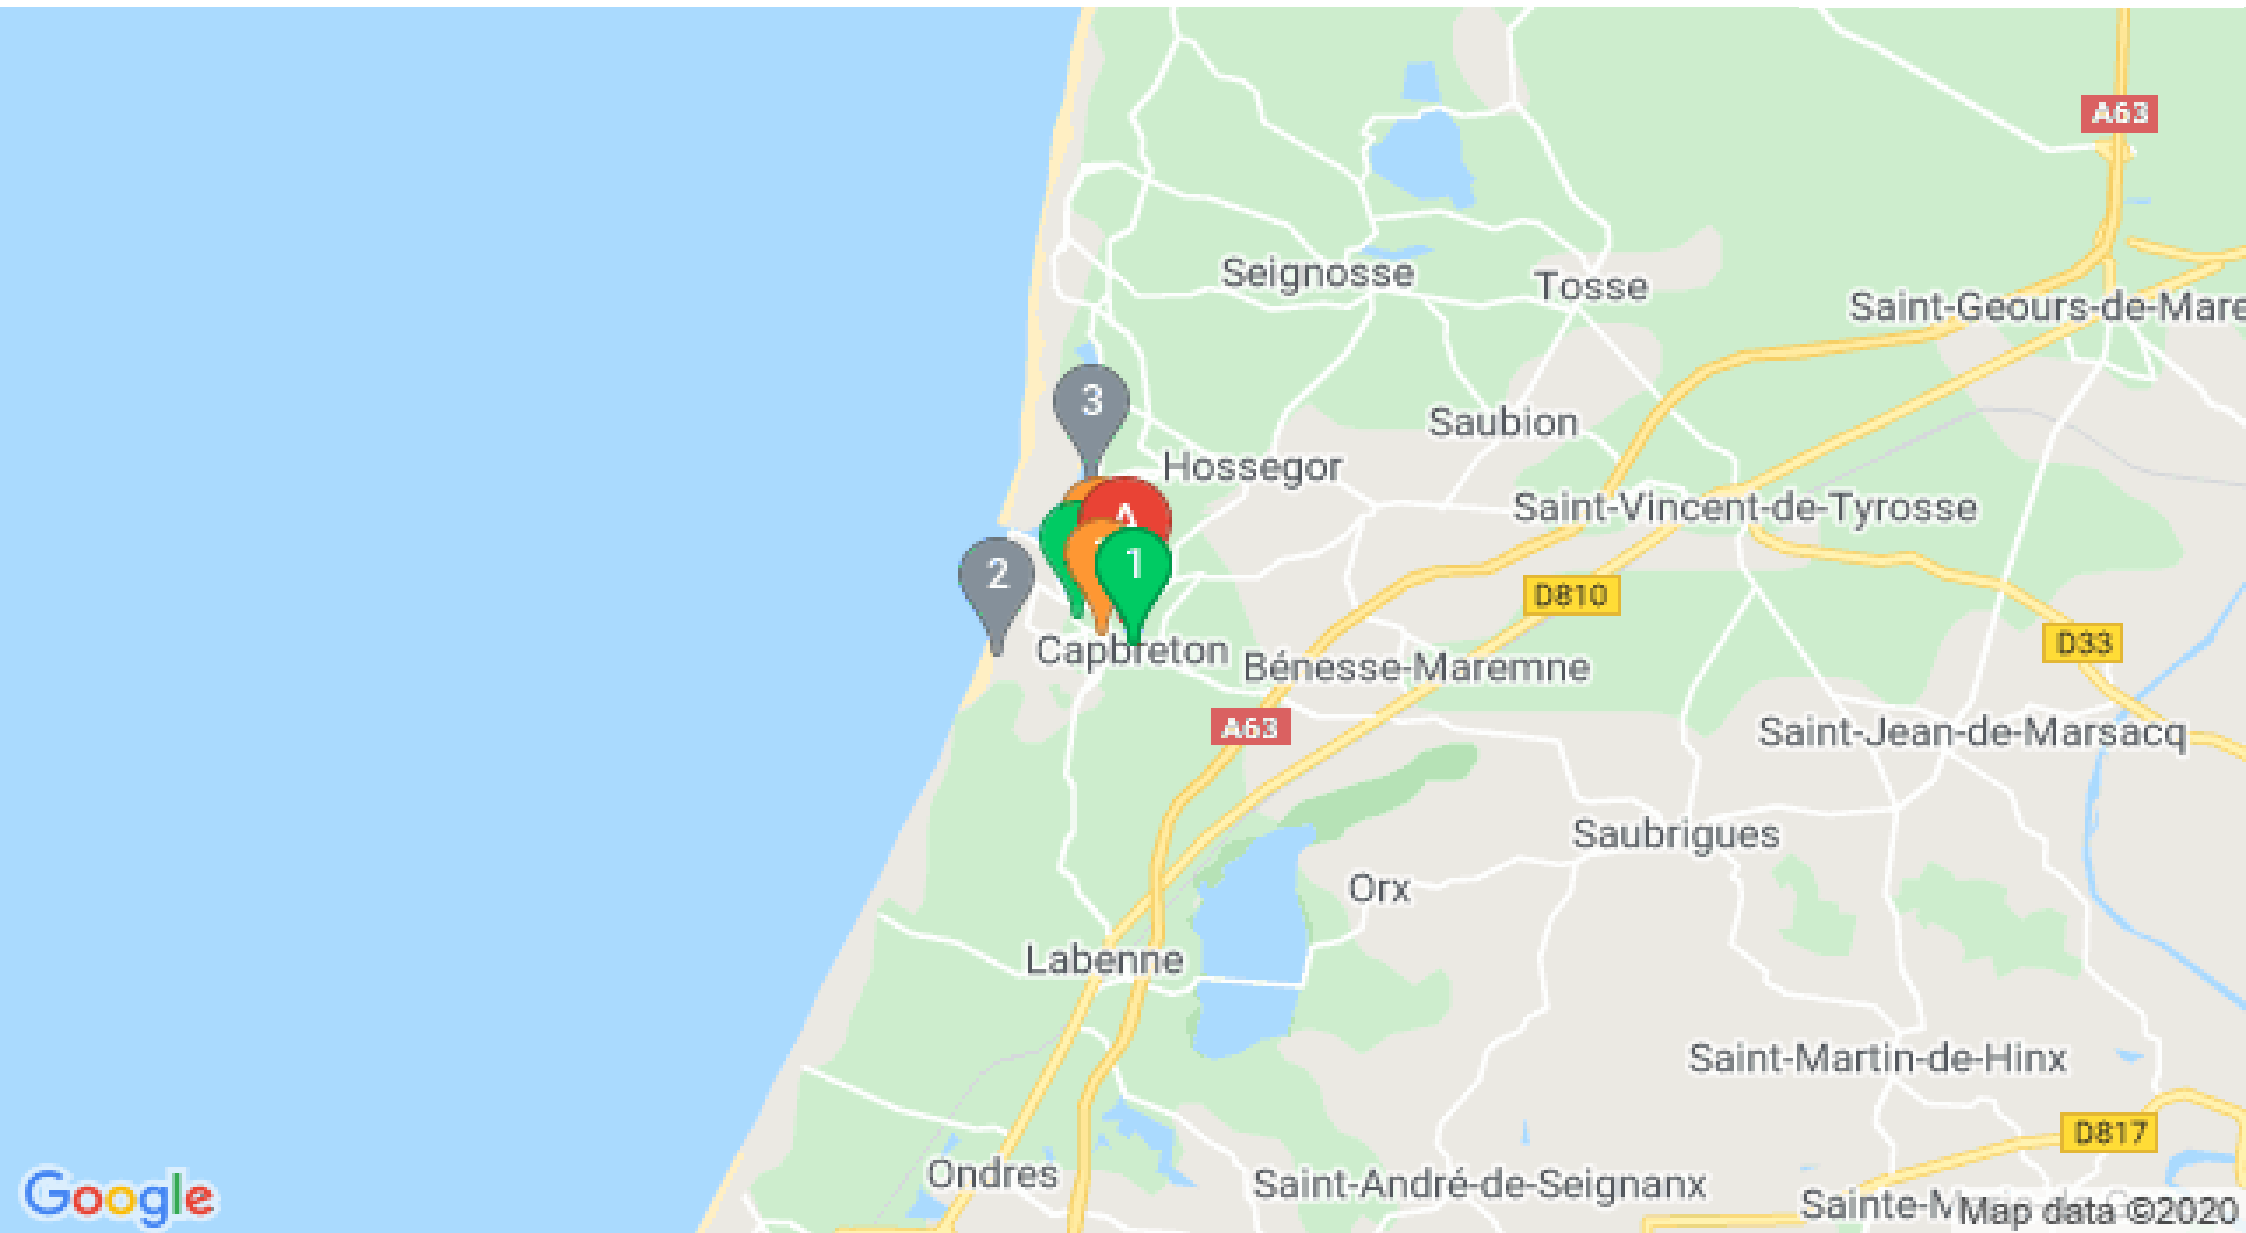 A63
Seignosse
Tosse
Saint-Geours-de-Mare
3
Saubion
Hossegor
Saint-Vincent-de-Tyrosse
A
1
2
D810
D33
Capbreton
Bénesse-Maremne
A63
Saint-Jean-de-Marsacq
Saubrigues
Orx
Labenne
Saint-Martin-de-Hinx
D817
Ondres
Saint-André-de-Seignanx
Google
Sainte-M
Map data ©2020